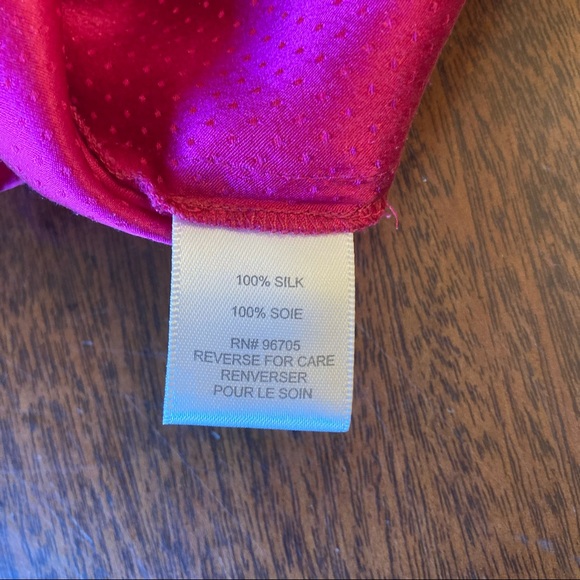 100% SILK
100% SOIE
RN# 96705
REVERSE FOR CARE
RENVERSER
POUR LE SOIN